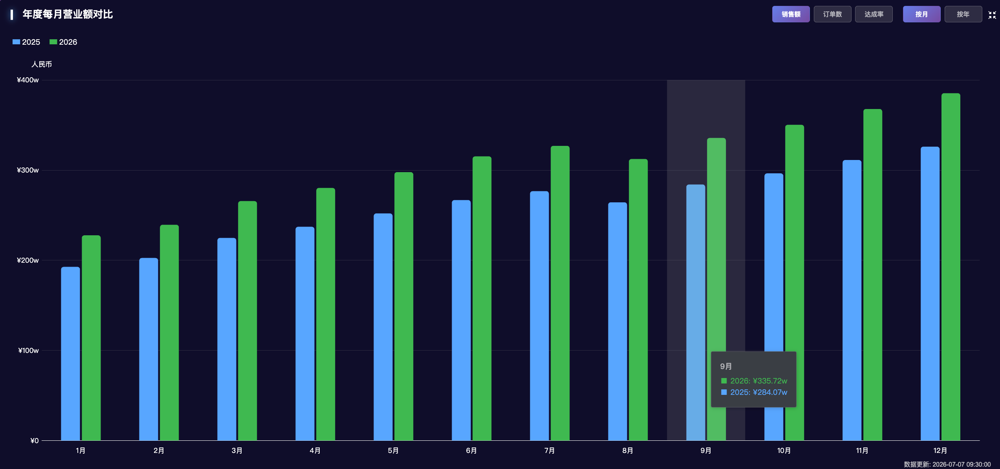 年度每月营业额对比
销售额 订单数 达成率 按月 按年
2025 2026
人民币
¥400w
¥300w
¥200w
¥100w
¥0
9月
2026: ¥335.72w
2025: ¥284.07w
1月 2月 3月 4月 5月 6月 7月 8月 9月 10月 11月 12月
数据更新: 2026-07-07 09:30:00